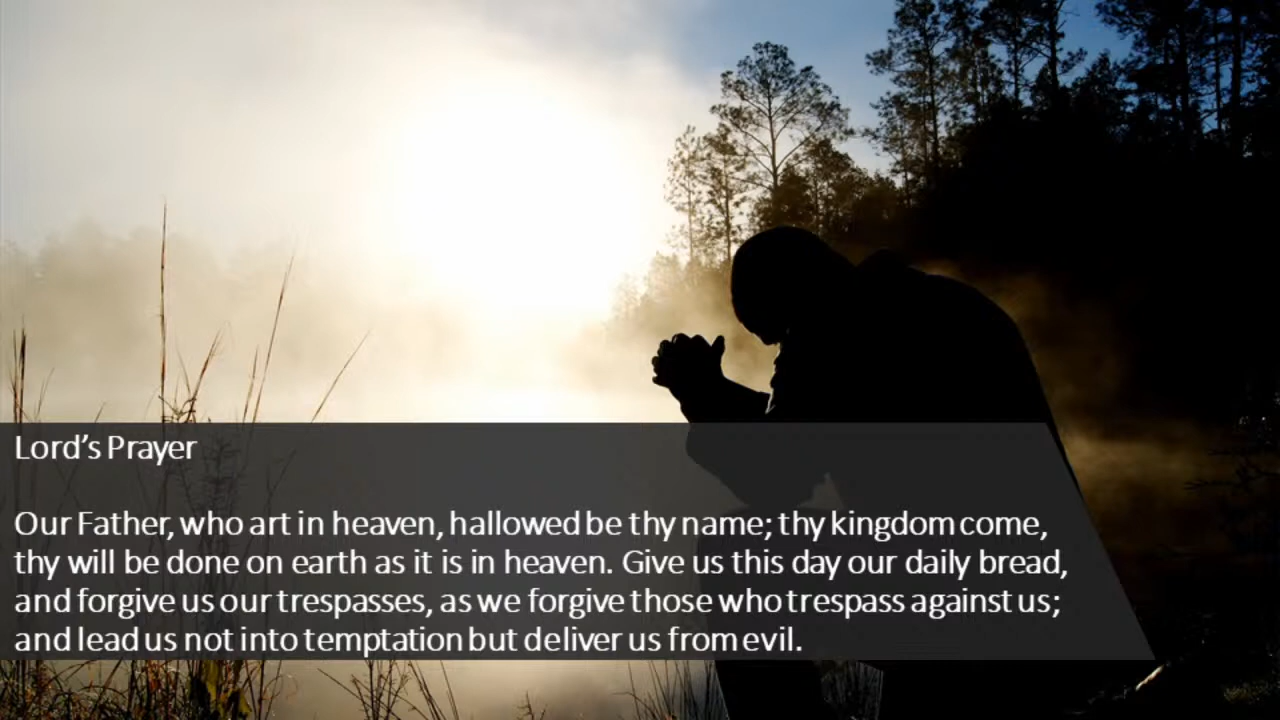 Lord's Prayer
Our Father, who art in heaven, hallowed be thy name; thy kingdom come,
thy will be done on earth as it is in heaven. Give us this day our daily bread,
and forgive us our trespasses, as we forgive those who trespass against us;
and lead us not into temptation but deliver us from evil.